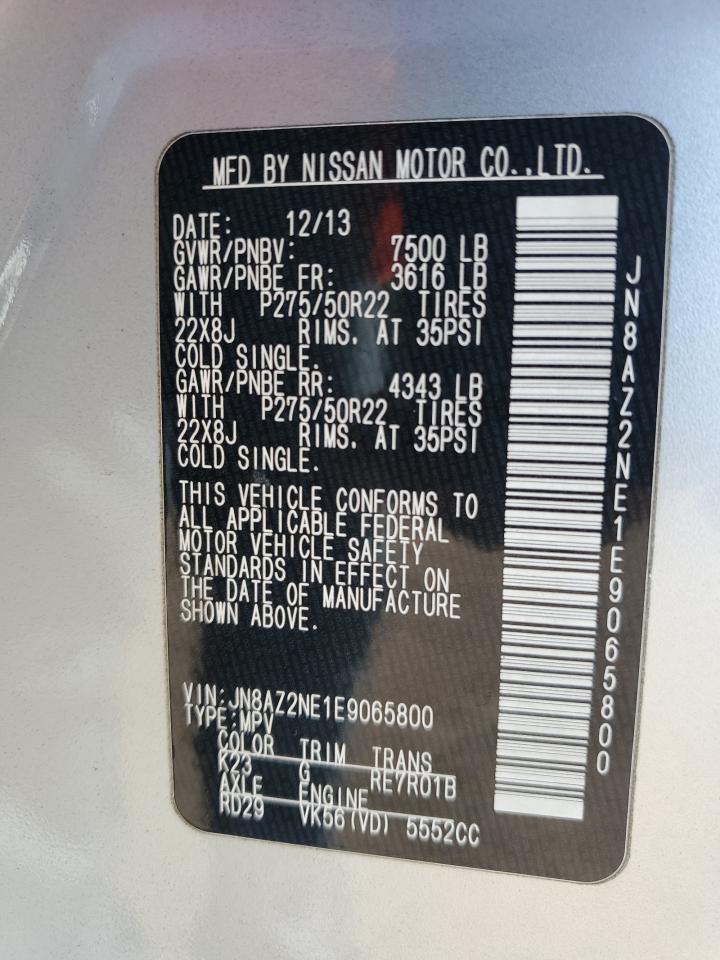 MFD BY NISSAN MOTOR CO.,LTD.
DATE: 12/13
GVWR/PNBV: 7500 LB
GAWR/PNBE FR: 3616 LB
WITH P275/50R22 TIRES
22X8J RIMS. AT 35PSI
COLD SINGLE.
GAWR/PNBE RR: 4343 LB
WITH P275/50R22 TIRES
22X8J RIMS. AT 35PSI
COLD SINGLE.
THIS VEHICLE CONFORMS TO
ALL APPLICABLE FEDERAL
MOTOR VEHICLE SAFETY
STANDARDS IN EFFECT ON
THE DATE OF MANUFACTURE
SHOWN ABOVE.
VIN:JN8AZ2NE1E9065800
TYPE:MPV
COLOR TRIM TRANS
K23 G RE7R01B
AXLE ENGINE
RD29 VK56(VD) 5552CC
JN8AZ2NE1E9065800